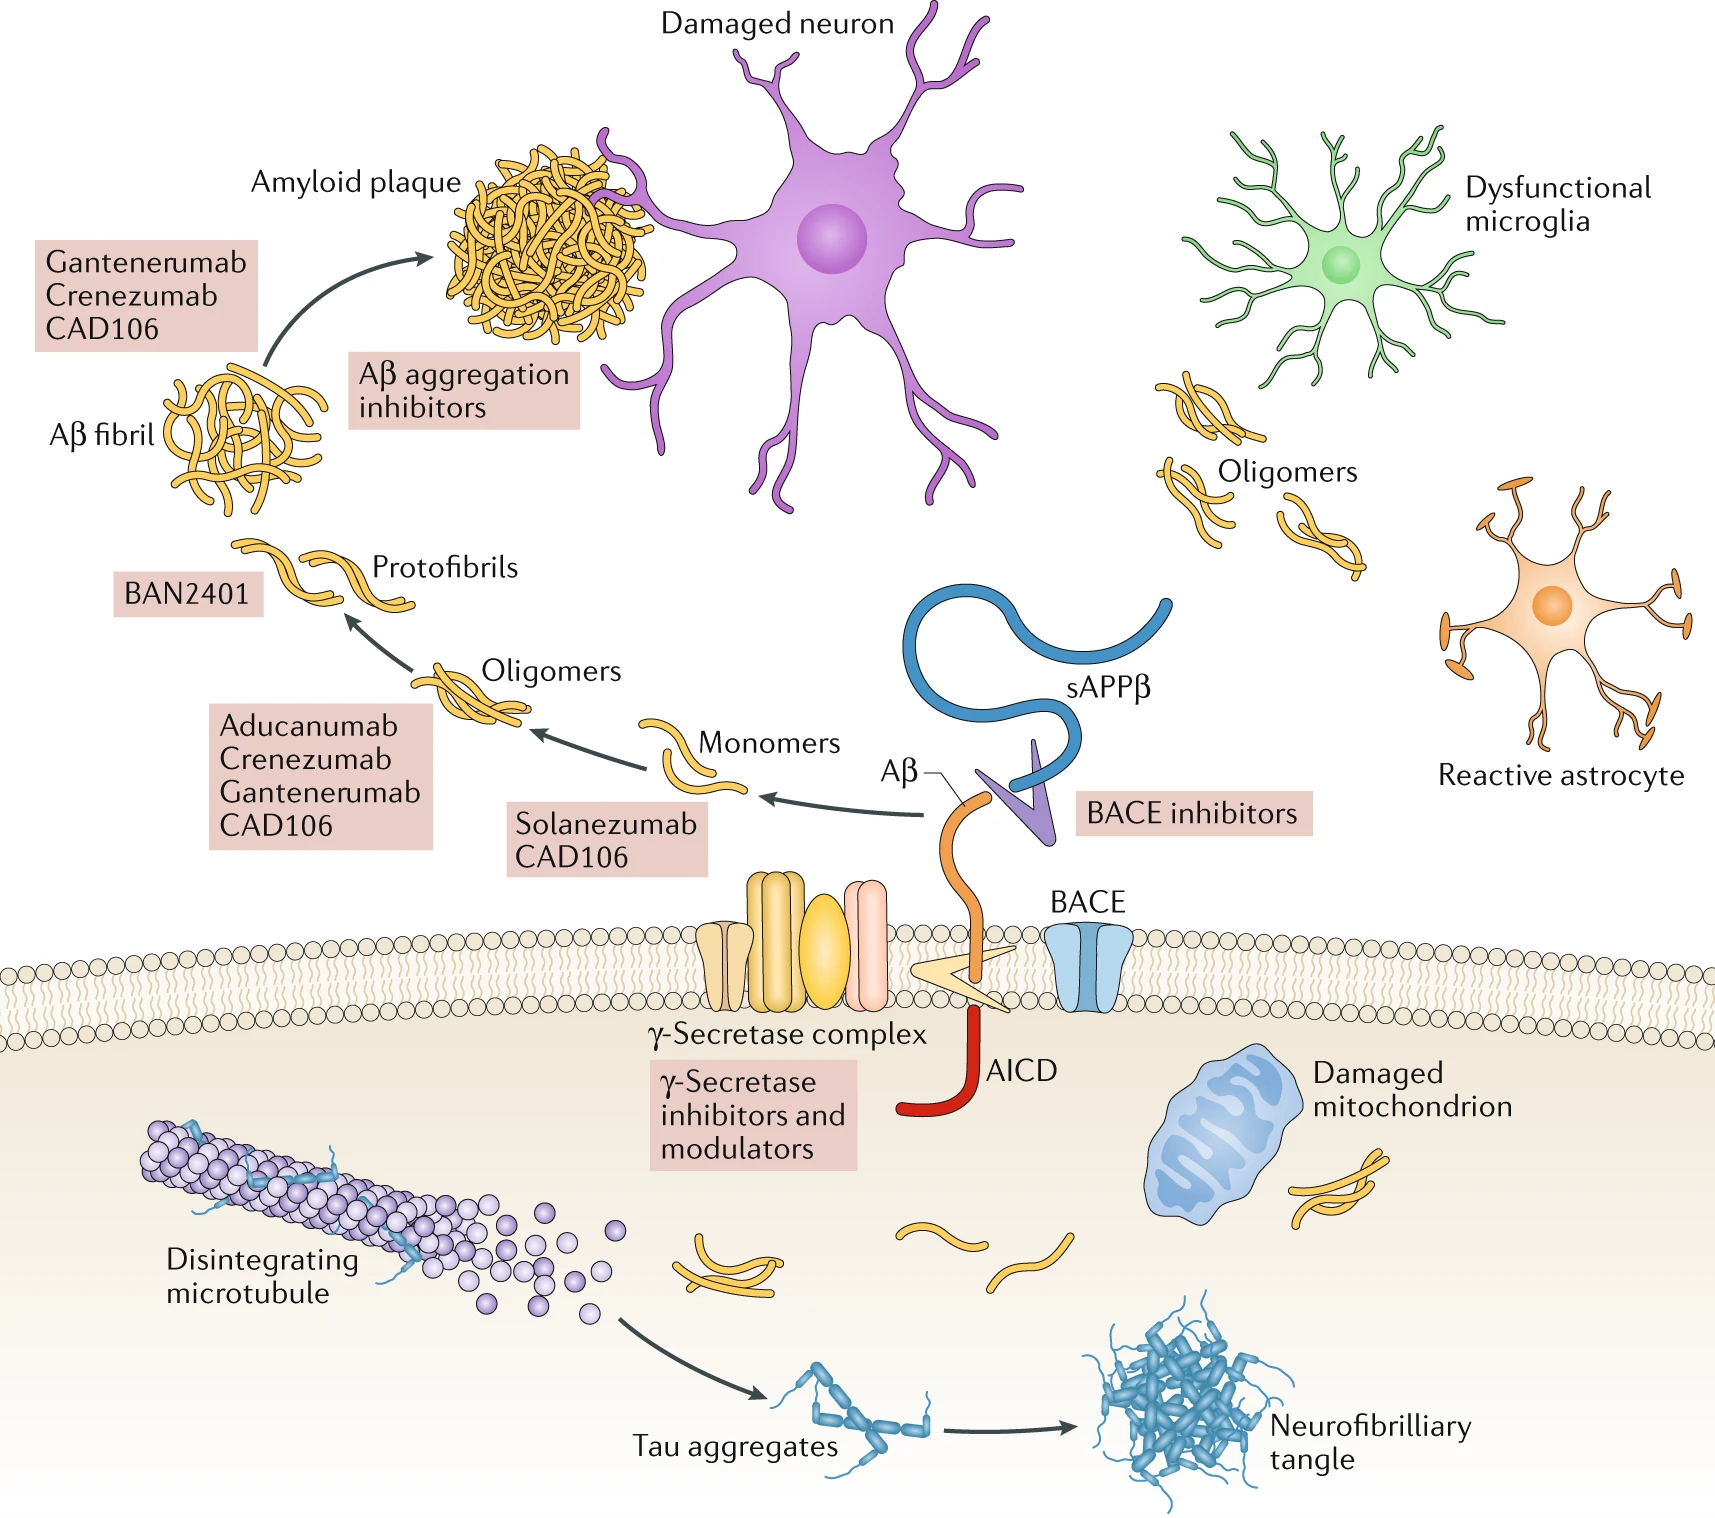 Damaged neuron
Amyloid plaque
Dysfunctional
microglia
Gantenerumab
Crenezumab
CAD106
Aβ aggregation
inhibitors
Aβ fibril
Oligomers
Protofibrils
BAN2401
Oligomers
sAPPβ
Aducanumab
Crenezumab
Gantenerumab
CAD106
Monomers
Aβ
Reactive astrocyte
Solanezumab
CAD106
BACE inhibitors
BACE
γ-Secretase complex
γ-Secretase
inhibitors and
modulators
AICD
Damaged
mitochondrion
Disintegrating
microtubule
Tau aggregates
Neurofibrilliary
tangle